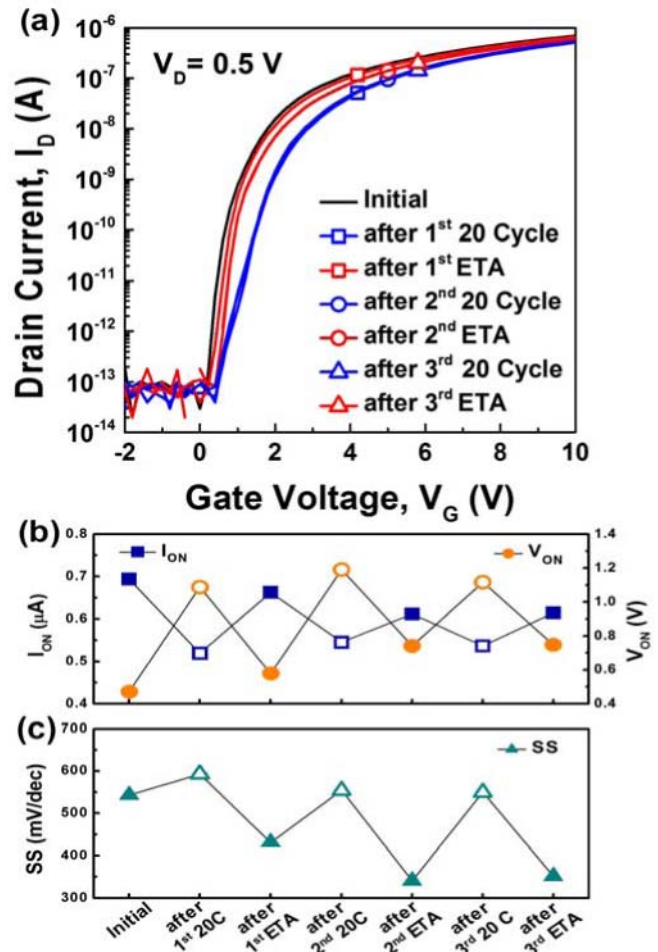 (a)
V_D= 0.5 V
Drain Current, I_D (A)
10⁻⁶
10⁻⁷
10⁻⁸
10⁻⁹
10⁻¹⁰
10⁻¹¹
10⁻¹²
10⁻¹³
10⁻¹⁴
Initial
after 1ˢᵗ 20 Cycle
after 1ˢᵗ ETA
after 2ⁿᵈ 20 Cycle
after 2ⁿᵈ ETA
after 3ʳᵈ 20 Cycle
after 3ʳᵈ ETA
-2 0 2 4 6 8 10
Gate Voltage, V_G (V)
(b)
I_ON (μA)
0.8
0.7
0.6
0.5
0.4
I_ON
V_ON
1.4
1.2
1.0
0.8
0.6
0.4
V_ON (V)
(c)
SS (mV/dec)
700
600
500
400
300
SS
Initial
after
1ˢᵗ 20C
after
1ˢᵗ ETA
after
2ⁿᵈ 20C
after
2ⁿᵈ ETA
after
3ʳᵈ 20 C
after
3ʳᵈ ETA